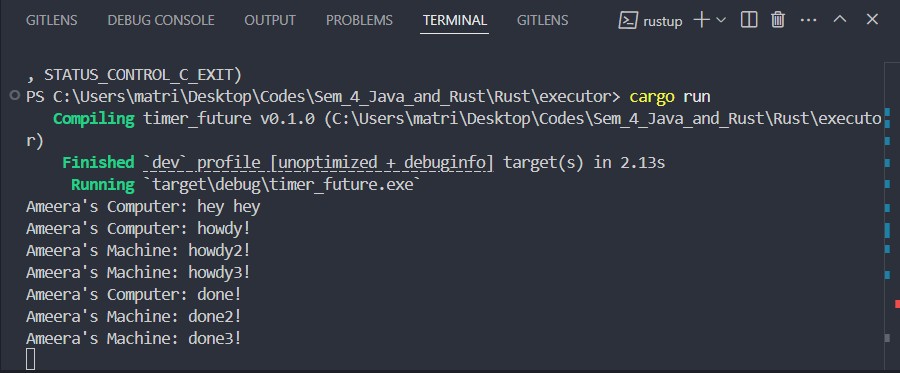 GITLENS DEBUG CONSOLE OUTPUT PROBLEMS TERMINAL GITLENS rustup
, STATUS_CONTROL_C_EXIT)
PS C:\Users\matri\Desktop\Codes\Sem_4_Java_and_Rust\Rust\executor> cargo run
Compiling timer_future v0.1.0 (C:\Users\matri\Desktop\Codes\Sem_4_Java_and_Rust\Rust\executo
r)
Finished `dev` profile [unoptimized + debuginfo] target(s) in 2.13s
Running `target\debug\timer_future.exe`
Ameera's Computer: hey hey
Ameera's Computer: howdy!
Ameera's Machine: howdy2!
Ameera's Machine: howdy3!
Ameera's Computer: done!
Ameera's Machine: done2!
Ameera's Machine: done3!